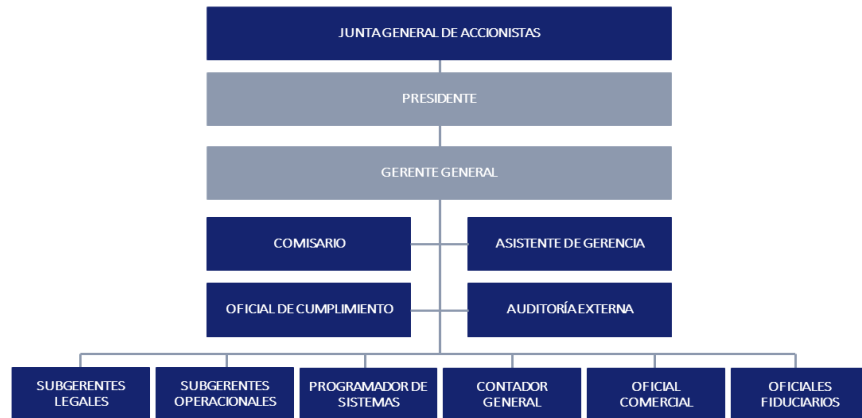 JUNTA GENERAL DE ACCIONISTAS
PRESIDENTE
GERENTE GENERAL
COMISARIO
ASISTENTE DE GERENCIA
OFICIAL DE CUMPLIMIENTO
AUDITORÍA EXTERNA
SUBGERENTES
LEGALES
SUBGERENTES
OPERACIONALES
PROGRAMADOR DE
SISTEMAS
CONTADOR
GENERAL
OFICIAL
COMERCIAL
OFICIALES
FIDUCIARIOS